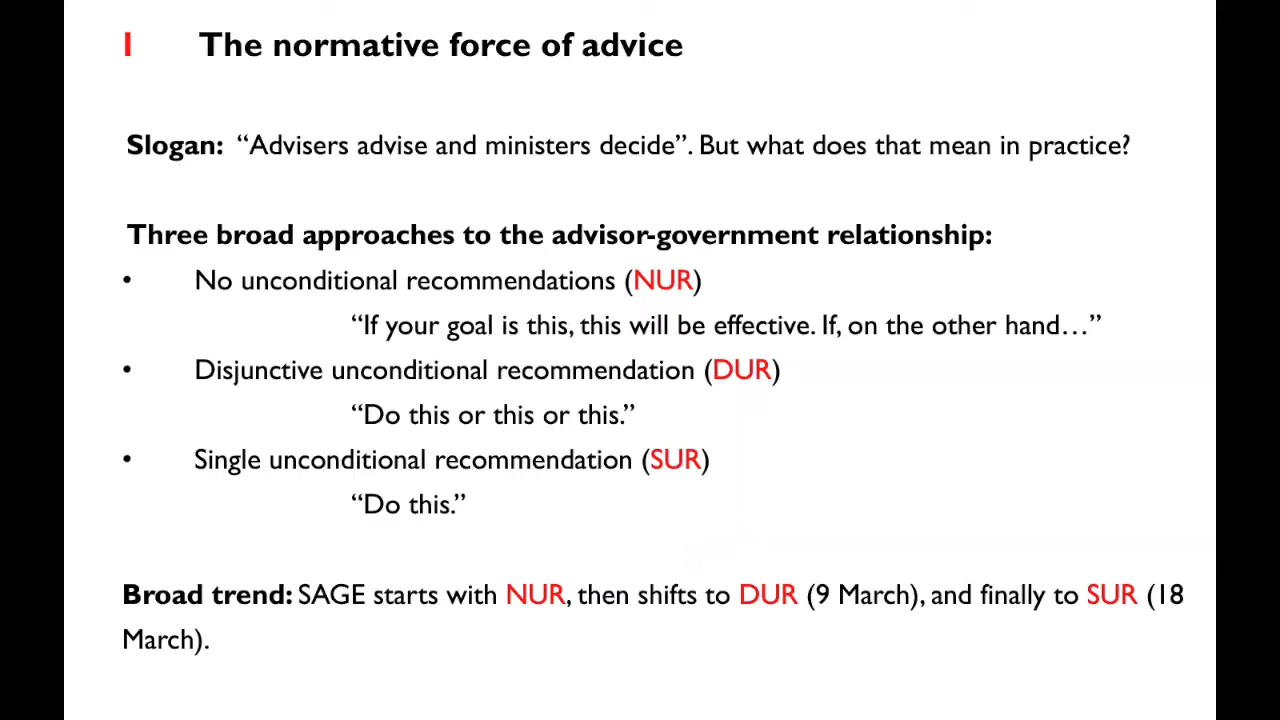 I The normative force of advice
Slogan: “Advisers advise and ministers decide”. But what does that mean in practice?
Three broad approaches to the advisor-government relationship:
• No unconditional recommendations (NUR)
“If your goal is this, this will be effective. If, on the other hand…”
• Disjunctive unconditional recommendation (DUR)
“Do this or this or this.”
• Single unconditional recommendation (SUR)
“Do this.”
Broad trend: SAGE starts with NUR, then shifts to DUR (9 March), and finally to SUR (18
March).